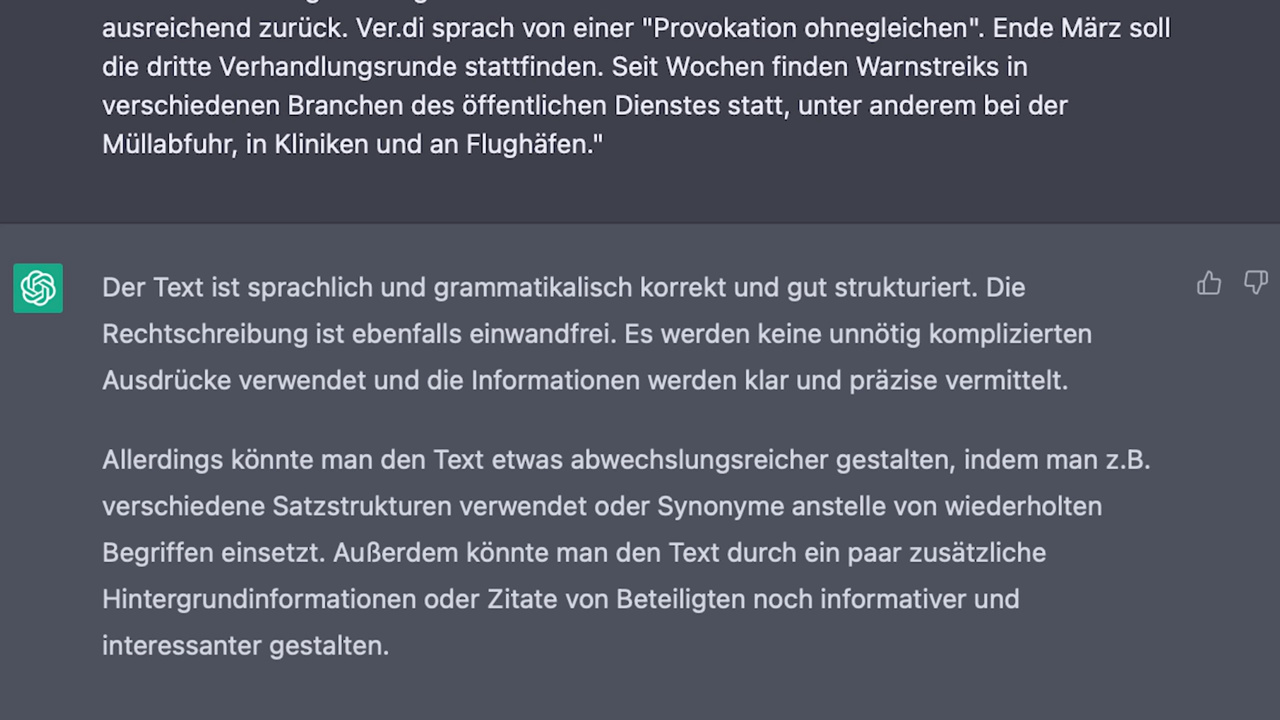 ausreichend zurück. Ver.di sprach von einer "Provokation ohnegleichen". Ende März soll
die dritte Verhandlungsrunde stattfinden. Seit Wochen finden Warnstreiks in
verschiedenen Branchen des öffentlichen Dienstes statt, unter anderem bei der
Müllabfuhr, in Kliniken und an Flughäfen."
Der Text ist sprachlich und grammatikalisch korrekt und gut strukturiert. Die
Rechtschreibung ist ebenfalls einwandfrei. Es werden keine unnötig komplizierten
Ausdrücke verwendet und die Informationen werden klar und präzise vermittelt.
Allerdings könnte man den Text etwas abwechslungsreicher gestalten, indem man z.B.
verschiedene Satzstrukturen verwendet oder Synonyme anstelle von wiederholten
Begriffen einsetzt. Außerdem könnte man den Text durch ein paar zusätzliche
Hintergrundinformationen oder Zitate von Beteiligten noch informativer und
interessanter gestalten.